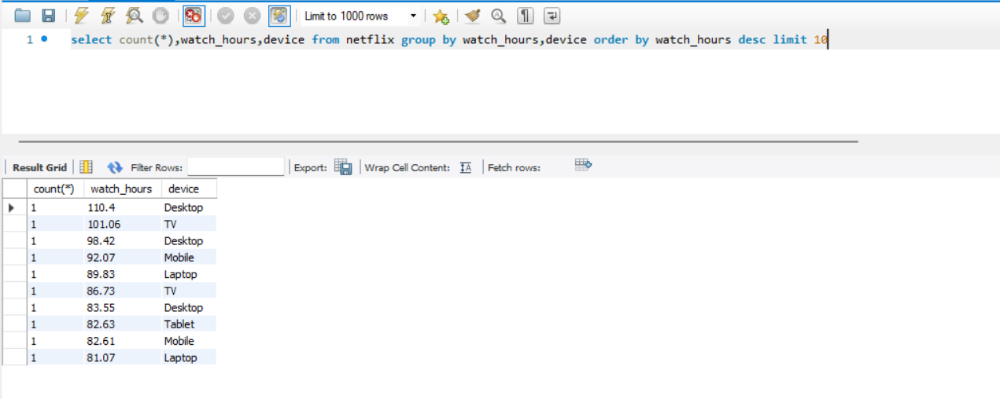 Limit to 1000 rows
1 select count(*),watch_hours,device from netflix group by watch_hours,device order by watch_hours desc limit 10
Result Grid Filter Rows: Export: Wrap Cell Content: Fetch rows:
count(*) watch_hours device
1 110.4 Desktop
1 101.06 TV
1 98.42 Desktop
1 92.07 Mobile
1 89.83 Laptop
1 86.73 TV
1 83.55 Desktop
1 82.63 Tablet
1 82.61 Mobile
1 81.07 Laptop